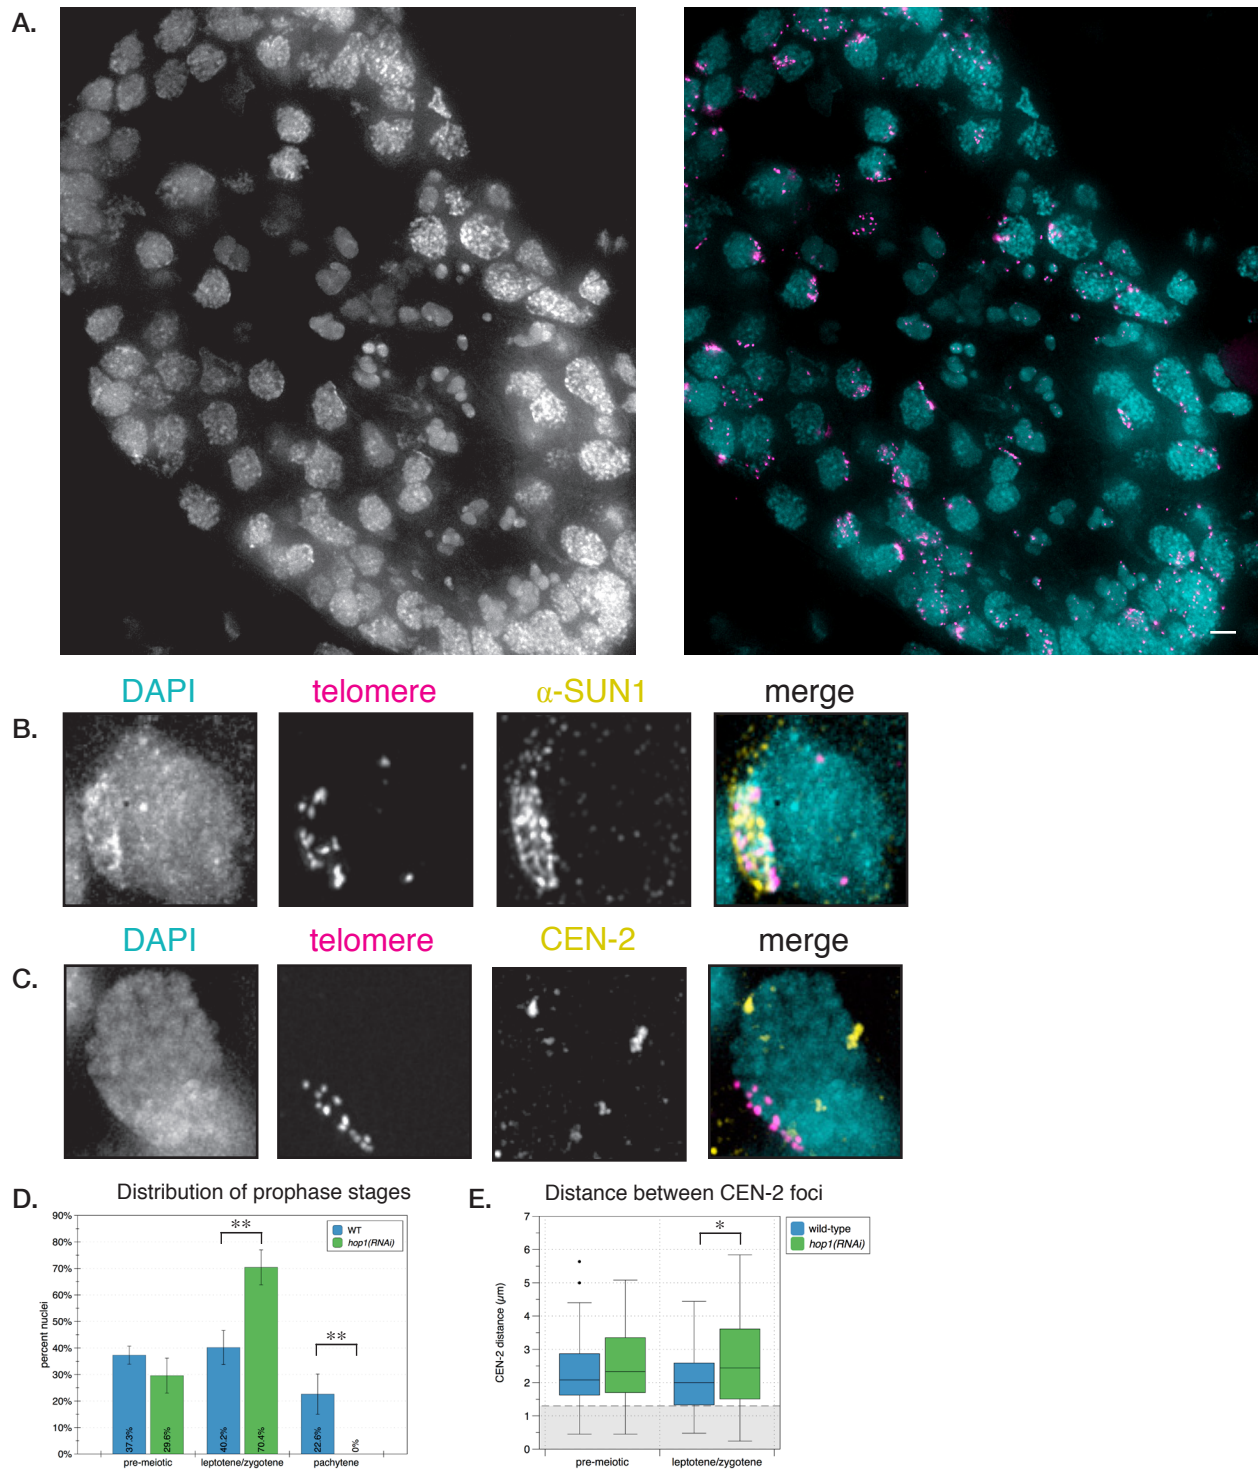 A.
DAPI telomere α-SUN1 merge
B.
DAPI telomere CEN-2 merge
C.
D. Distribution of prophase stages
90%
80%
70%
60%
50%
40%
30%
20%
10%
0%
percent nuclei
WT
hop1(RNAi)
**
**
37.3%
29.6%
40.2%
70.4%
22.6%
0%
pre-meiotic leptotene/zygotene pachytene
E. Distance between CEN-2 foci
7
6
5
4
3
2
1
0
CEN-2 distance (μm)
wild-type
hop1(RNAi)
*
pre-meiotic leptotene/zygotene